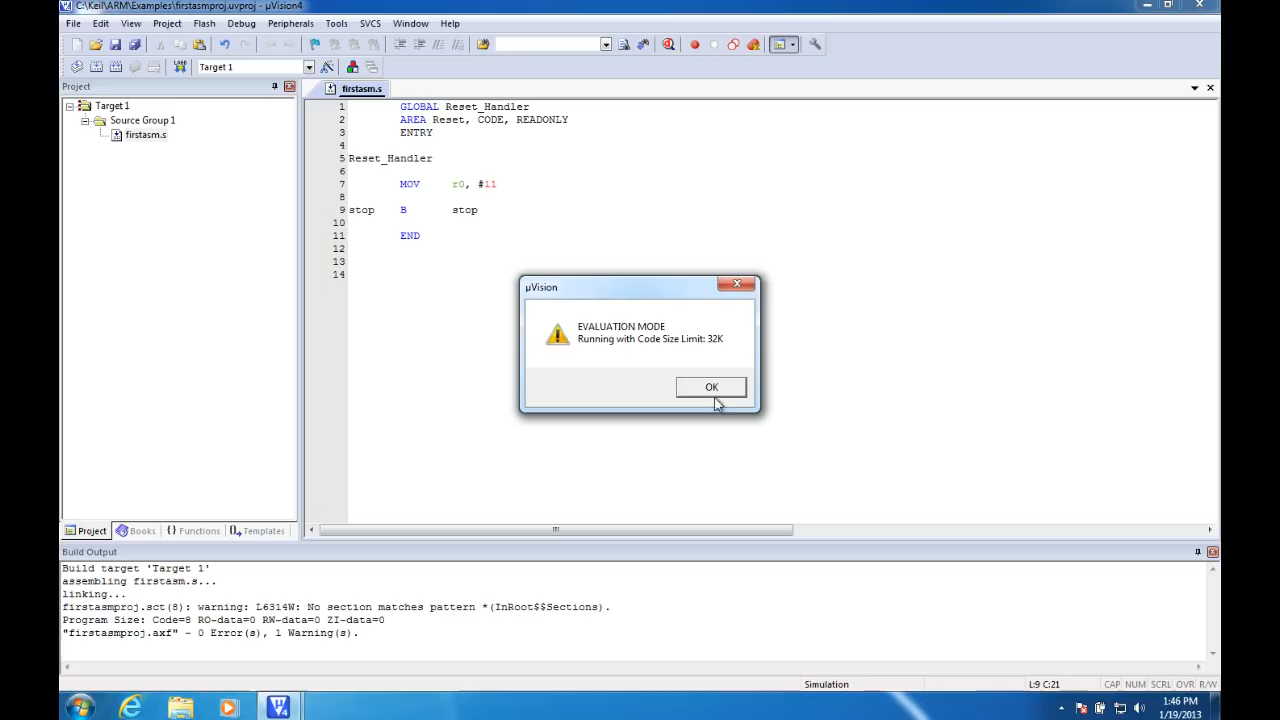 C:\Keil\ARM\Examples\firstasmproj.uvproj - µVision4
File Edit View Project Flash Debug Peripherals Tools SVCS Window Help
LOAD Target 1
Project
firstasm.s
Target 1
Source Group 1
firstasm.s
1 GLOBAL Reset_Handler
2 AREA Reset, CODE, READONLY
3 ENTRY
4
5 Reset_Handler
6
7 MOV r0, #11
8
9 stop B stop
10
11 END
12
13
14
µVision
EVALUATION MODE
Running with Code Size Limit: 32K
OK
Project Books {} Functions Templates
Build Output
Build target 'Target 1'
assembling firstasm.s...
linking...
firstasmproj.sct(8): warning: L6314W: No section matches pattern *(InRoot$$Sections).
Program Size: Code=8 RO-data=0 RW-data=0 ZI-data=0
"firstasmproj.axf" - 0 Error(s), 1 Warning(s).
Simulation L:9 C:21 CAP NUM SCRL OVR R/W
1:46 PM
1/19/2013